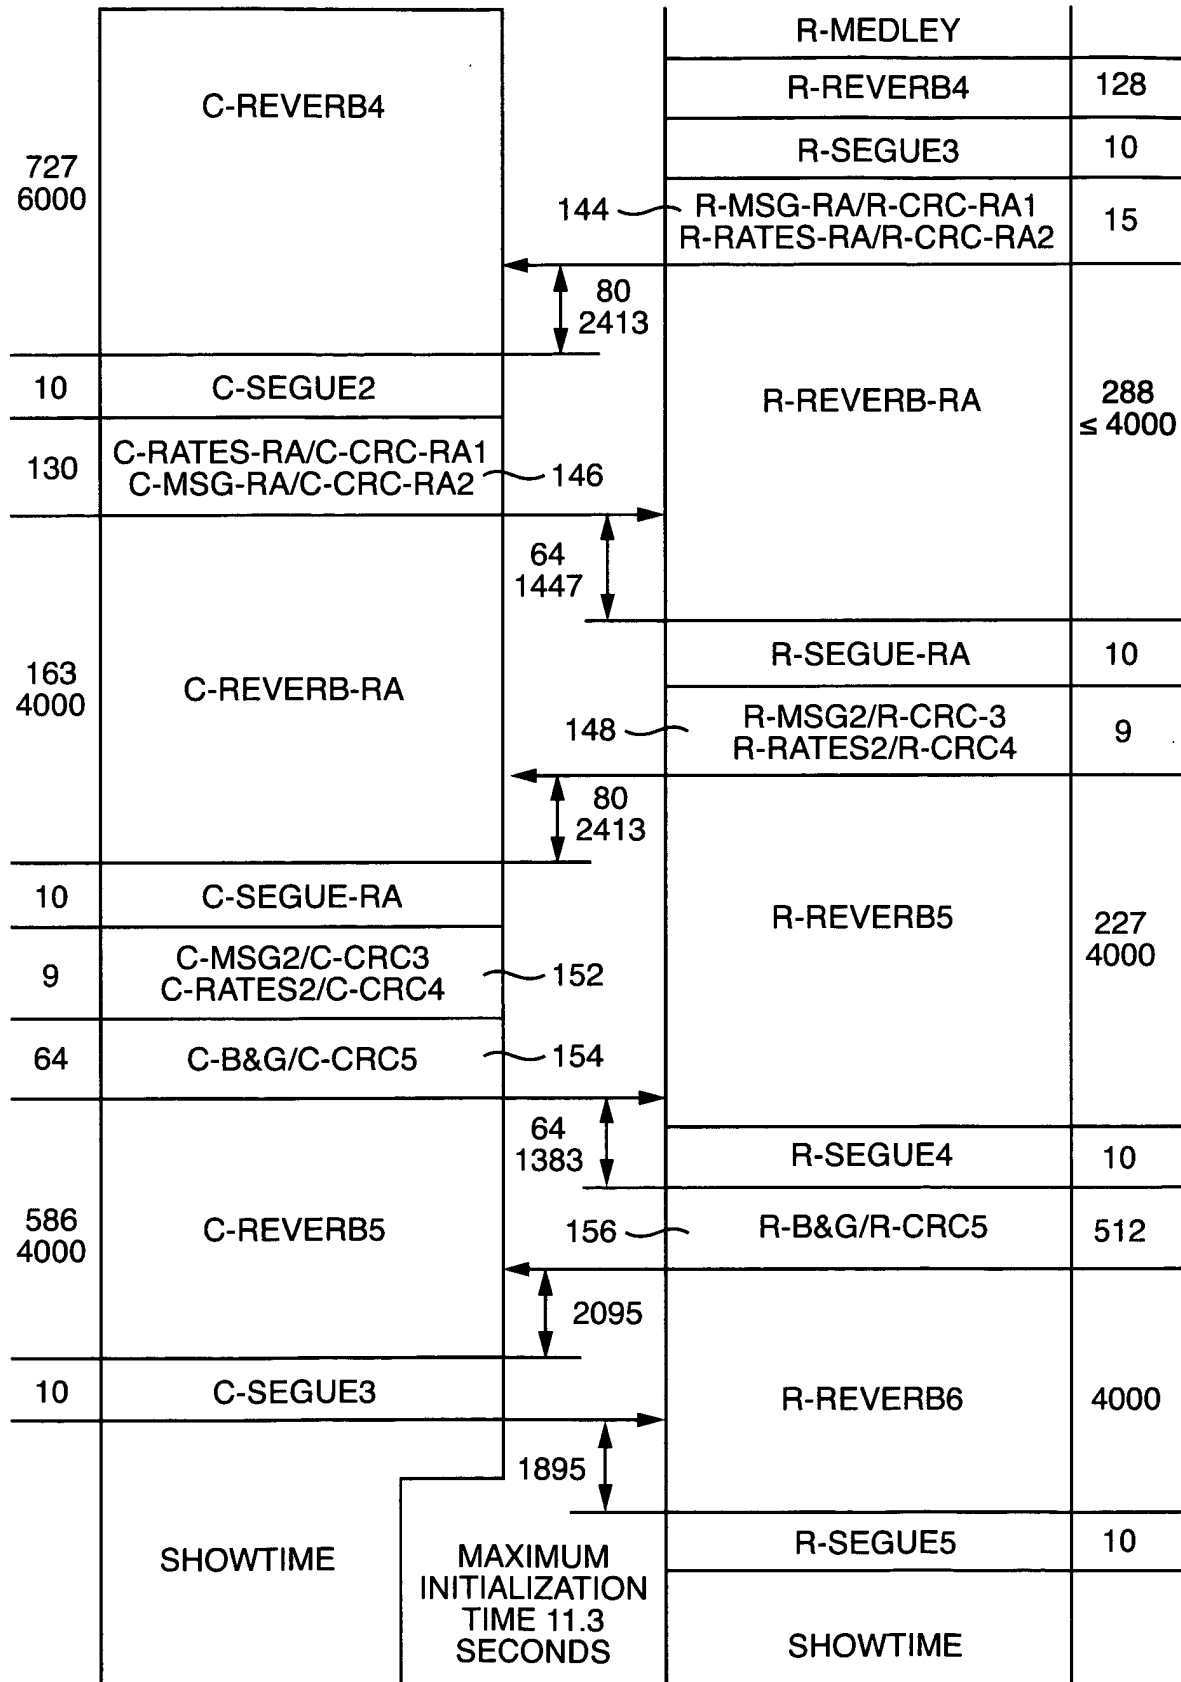 R-MEDLEY
R-REVERB4
128
C-REVERB4
R-SEGUE3
10
727
6000
144
R-MSG-RA/R-CRC-RA1
R-RATES-RA/R-CRC-RA2
15
80
2413
10
C-SEGUE2
R-REVERB-RA
288
≤ 4000
130
C-RATES-RA/C-CRC-RA1
C-MSG-RA/C-CRC-RA2
146
64
1447
R-SEGUE-RA
10
163
4000
C-REVERB-RA
148
R-MSG2/R-CRC-3
R-RATES2/R-CRC4
9
80
2413
10
C-SEGUE-RA
R-REVERB5
227
4000
9
C-MSG2/C-CRC3
C-RATES2/C-CRC4
152
64
C-B&G/C-CRC5
154
64
1383
R-SEGUE4
10
586
4000
C-REVERB5
156
R-B&G/R-CRC5
512
2095
10
C-SEGUE3
R-REVERB6
4000
1895
R-SEGUE5
10
SHOWTIME
MAXIMUM
INITIALIZATION
TIME 11.3
SECONDS
SHOWTIME